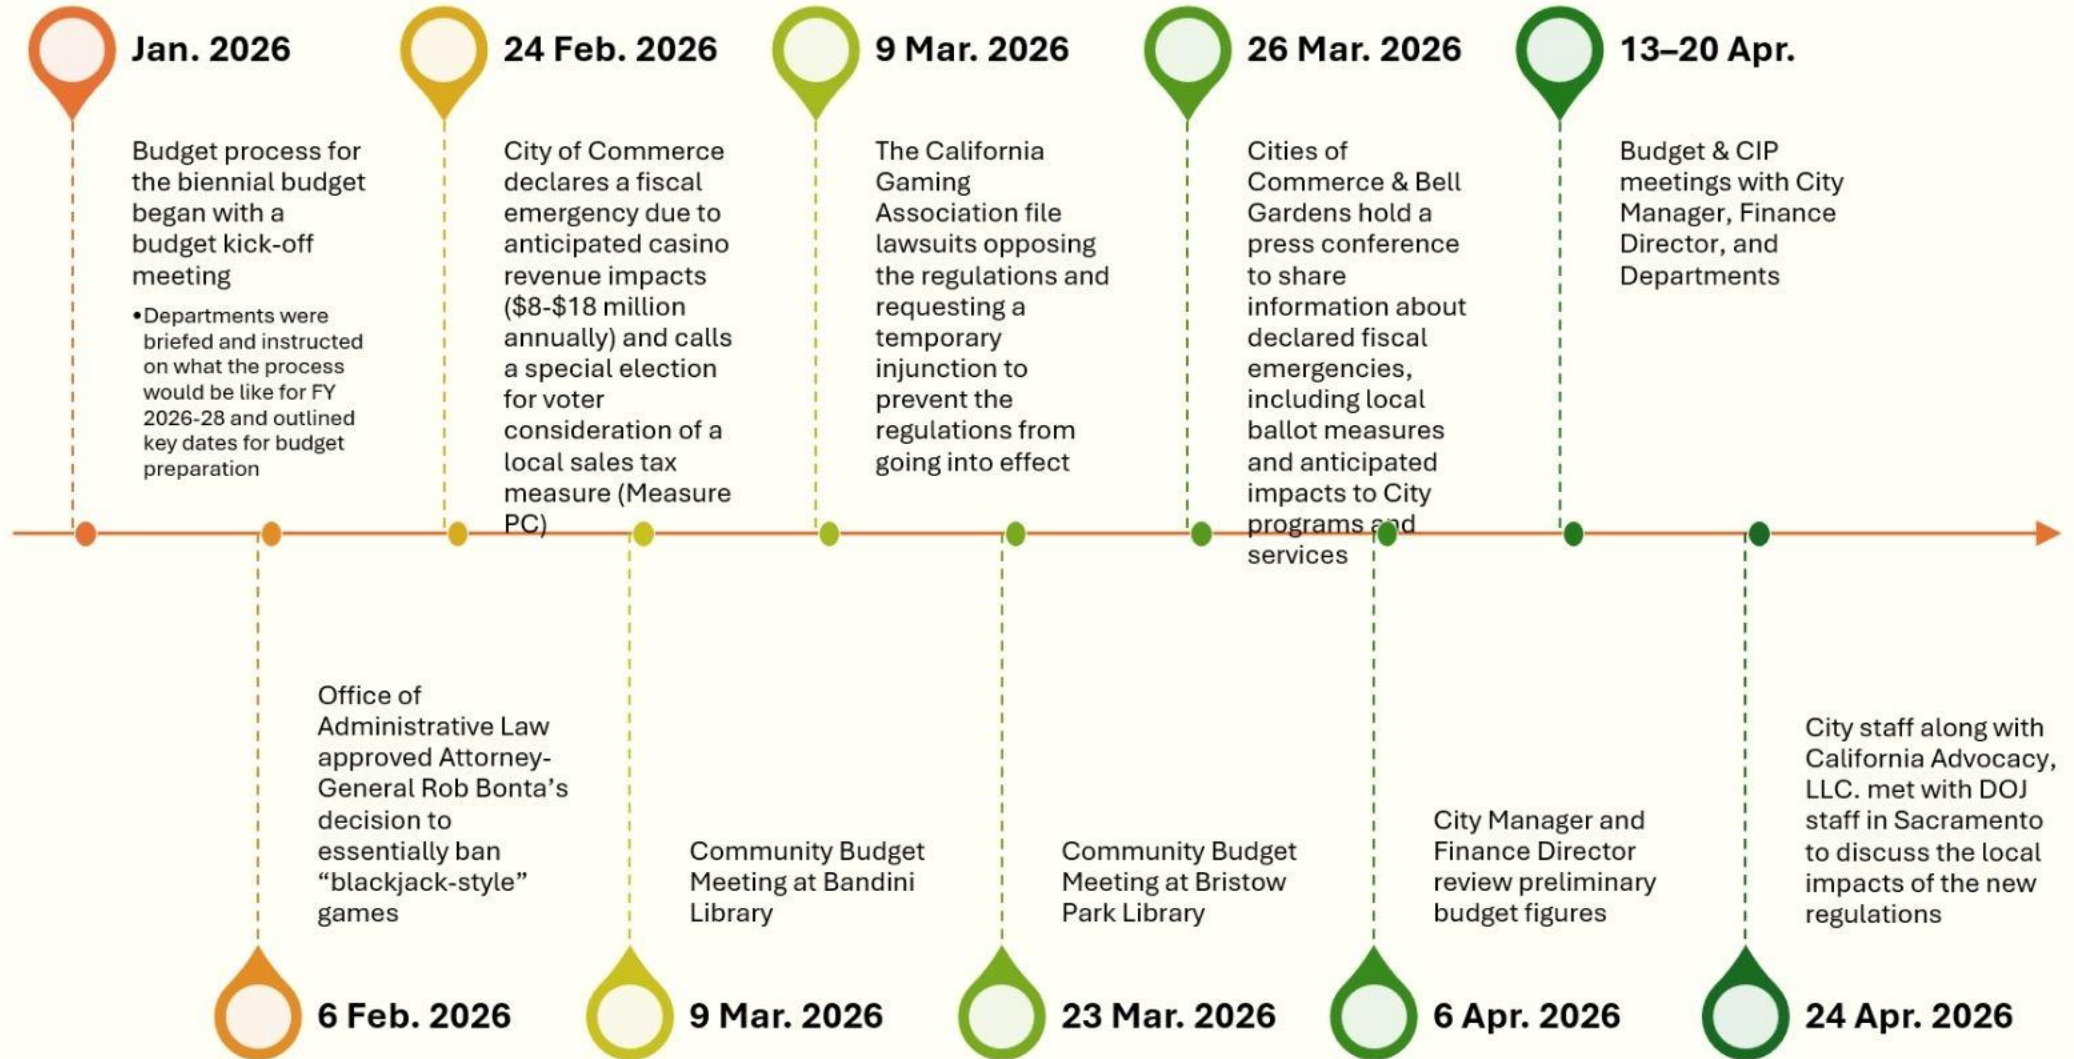 Jan. 2026
Budget process for
the biennial budget
began with a
budget kick-off
meeting
•Departments were
briefed and instructed
on what the process
would be like for FY
2026-28 and outlined
key dates for budget
preparation
6 Feb. 2026
Office of
Administrative Law
approved Attorney-
General Rob Bonta’s
decision to
essentially ban
“blackjack-style”
games
24 Feb. 2026
City of Commerce
declares a fiscal
emergency due to
anticipated casino
revenue impacts
($8-$18 million
annually) and calls
a special election
for voter
consideration of a
local sales tax
measure (Measure
PC)
9 Mar. 2026
Community Budget
Meeting at Bandini
Library
9 Mar. 2026
The California
Gaming
Association file
lawsuits opposing
the regulations and
requesting a
temporary
injunction to
prevent the
regulations from
going into effect
23 Mar. 2026
Community Budget
Meeting at Bristow
Park Library
26 Mar. 2026
Cities of
Commerce & Bell
Gardens hold a
press conference
to share
information about
declared fiscal
emergencies,
including local
ballot measures
and anticipated
impacts to City
programs and
services
6 Apr. 2026
City Manager and
Finance Director
review preliminary
budget figures
13–20 Apr.
Budget & CIP
meetings with City
Manager, Finance
Director, and
Departments
24 Apr. 2026
City staff along with
California Advocacy,
LLC. met with DOJ
staff in Sacramento
to discuss the local
impacts of the new
regulations